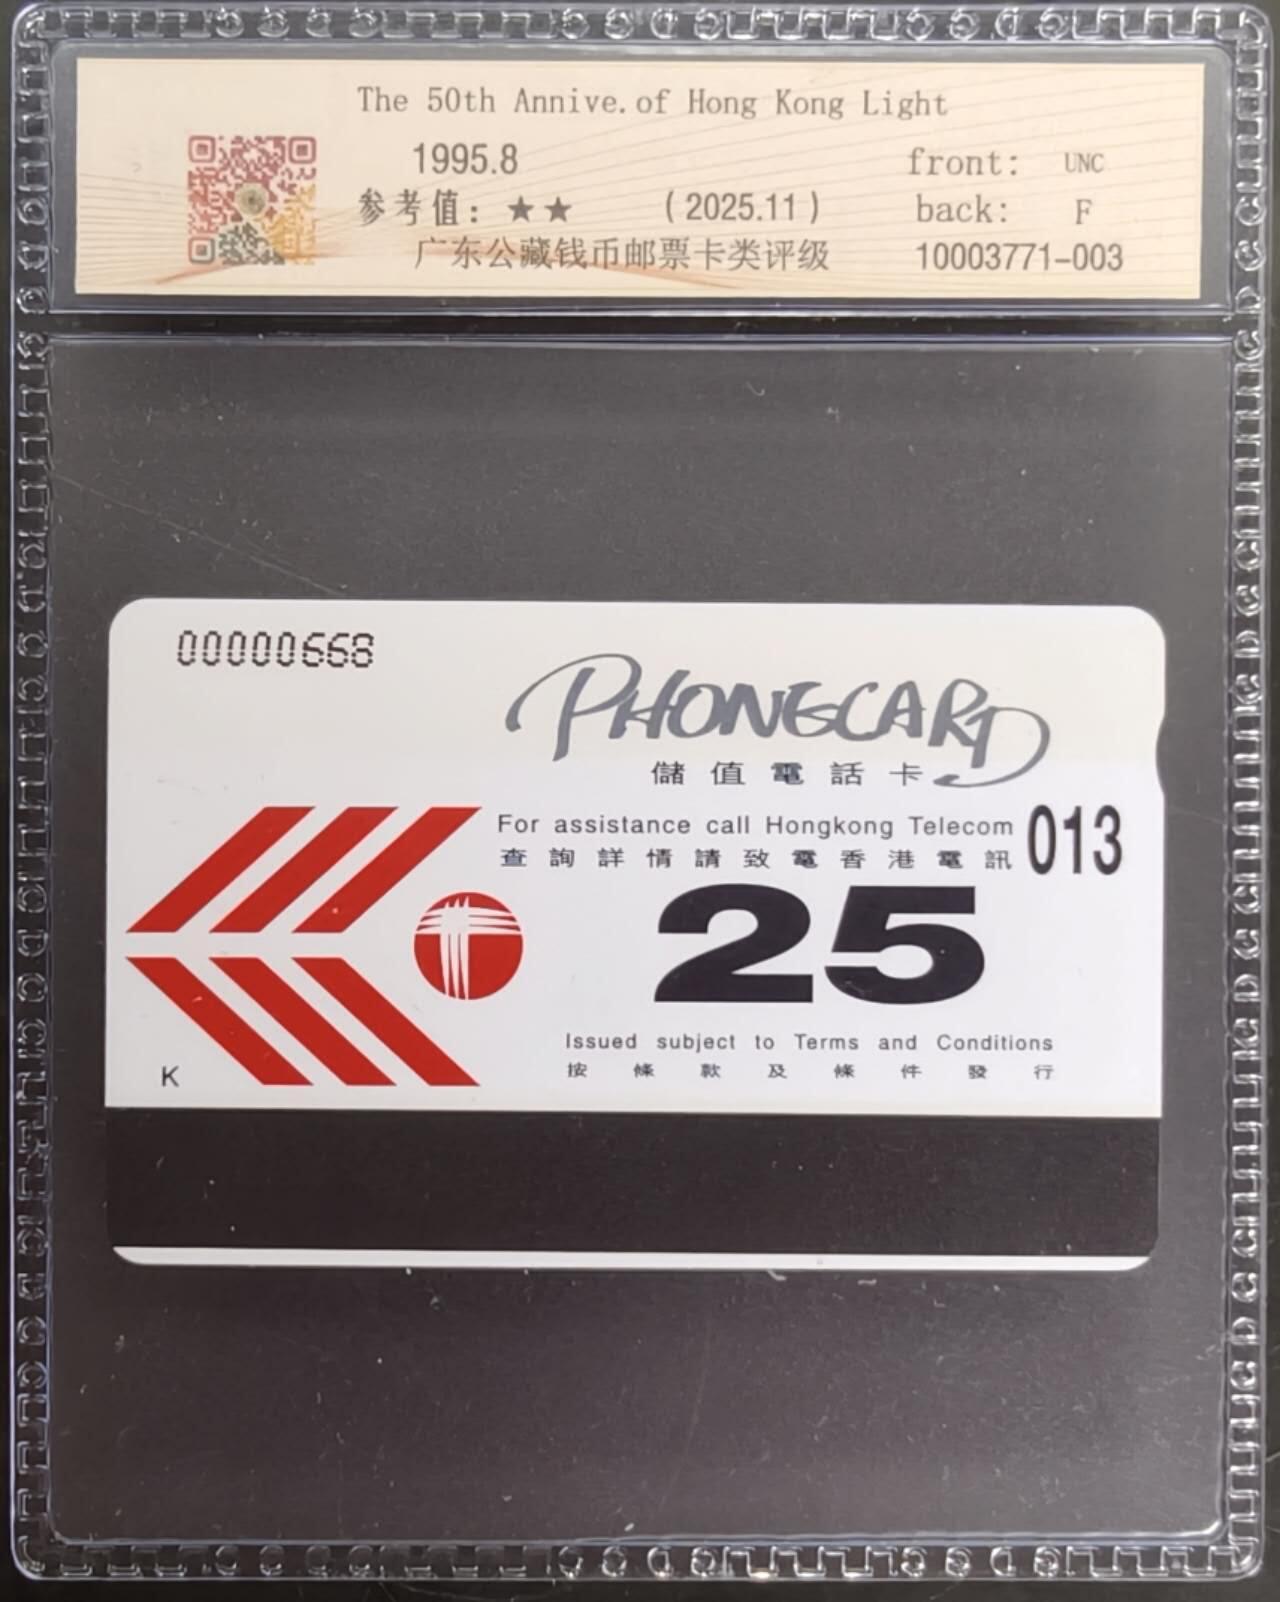 The 50th Annive.of Hong Kong Light
1995.8
front: UNC
参考值：★★ (2025.11)
back: F
广东公藏钱币邮票卡类评级
10003771-003
00000668
PHONECARD
儲值電話卡
For assistance call Hongkong Telecom
查詢詳情請致電香港電訊
013
25
Issued subject to Terms and Conditions
按條款及條件發行
K